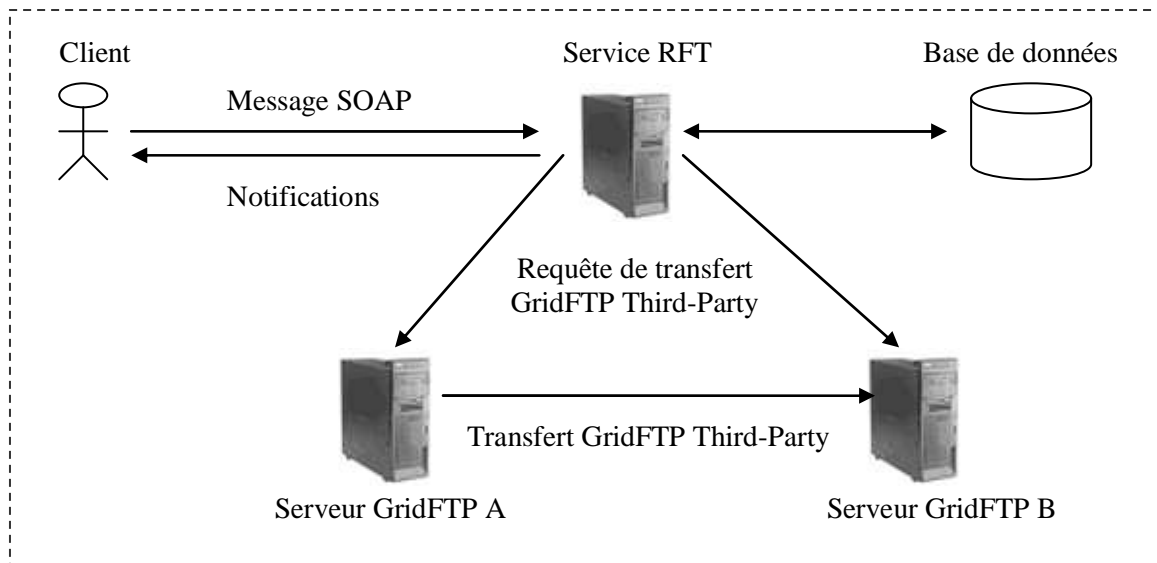 Client
Service RFT
Base de données
Message SOAP
Notifications
Requête de transfert
GridFTP Third-Party
Transfert GridFTP Third-Party
Serveur GridFTP A
Serveur GridFTP B